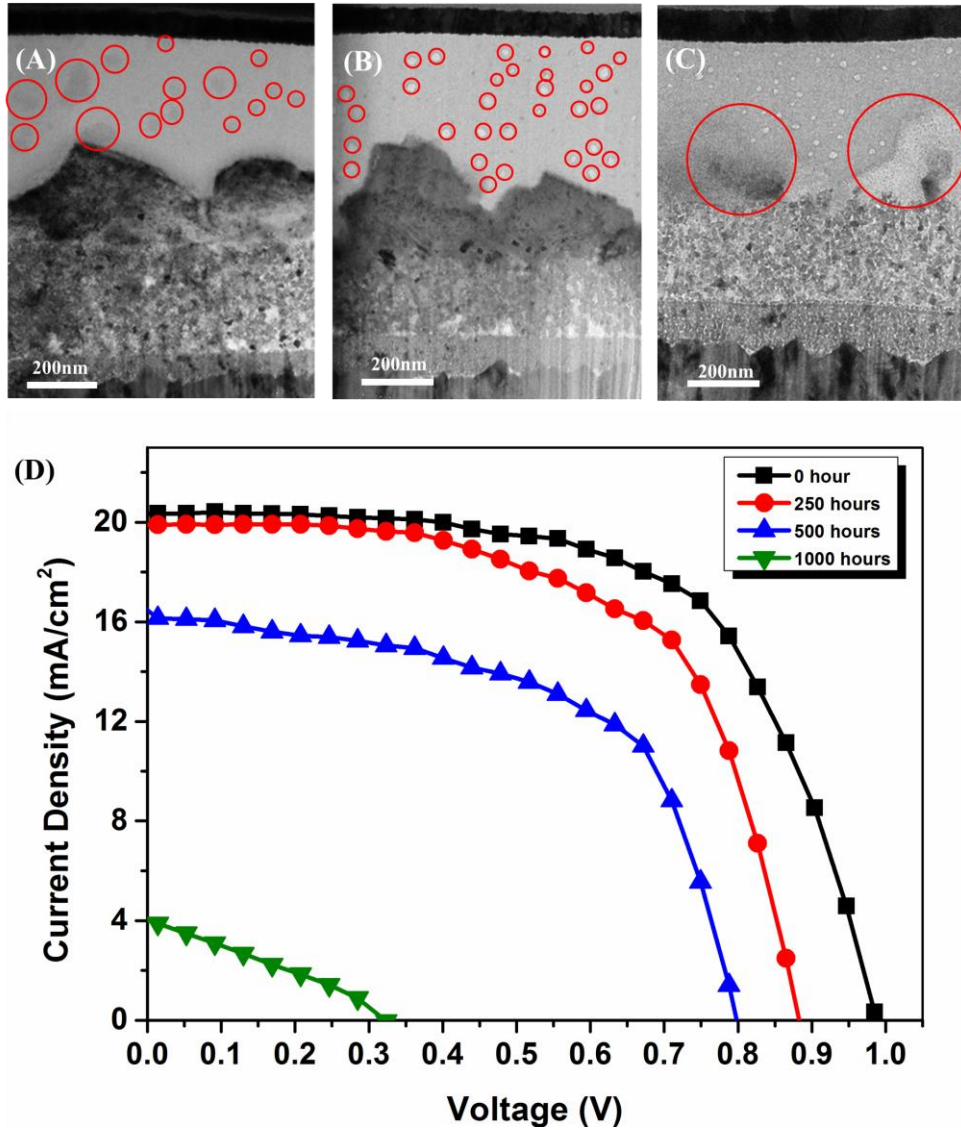 (A)
(B)
(C)
200nm
200nm
200nm
(D)
0 hour
250 hours
500 hours
1000 hours
Current Density (mA/cm²)
20
16
12
8
4
0
0.0 0.1 0.2 0.3 0.4 0.5 0.6 0.7 0.8 0.9 1.0
Voltage (V)